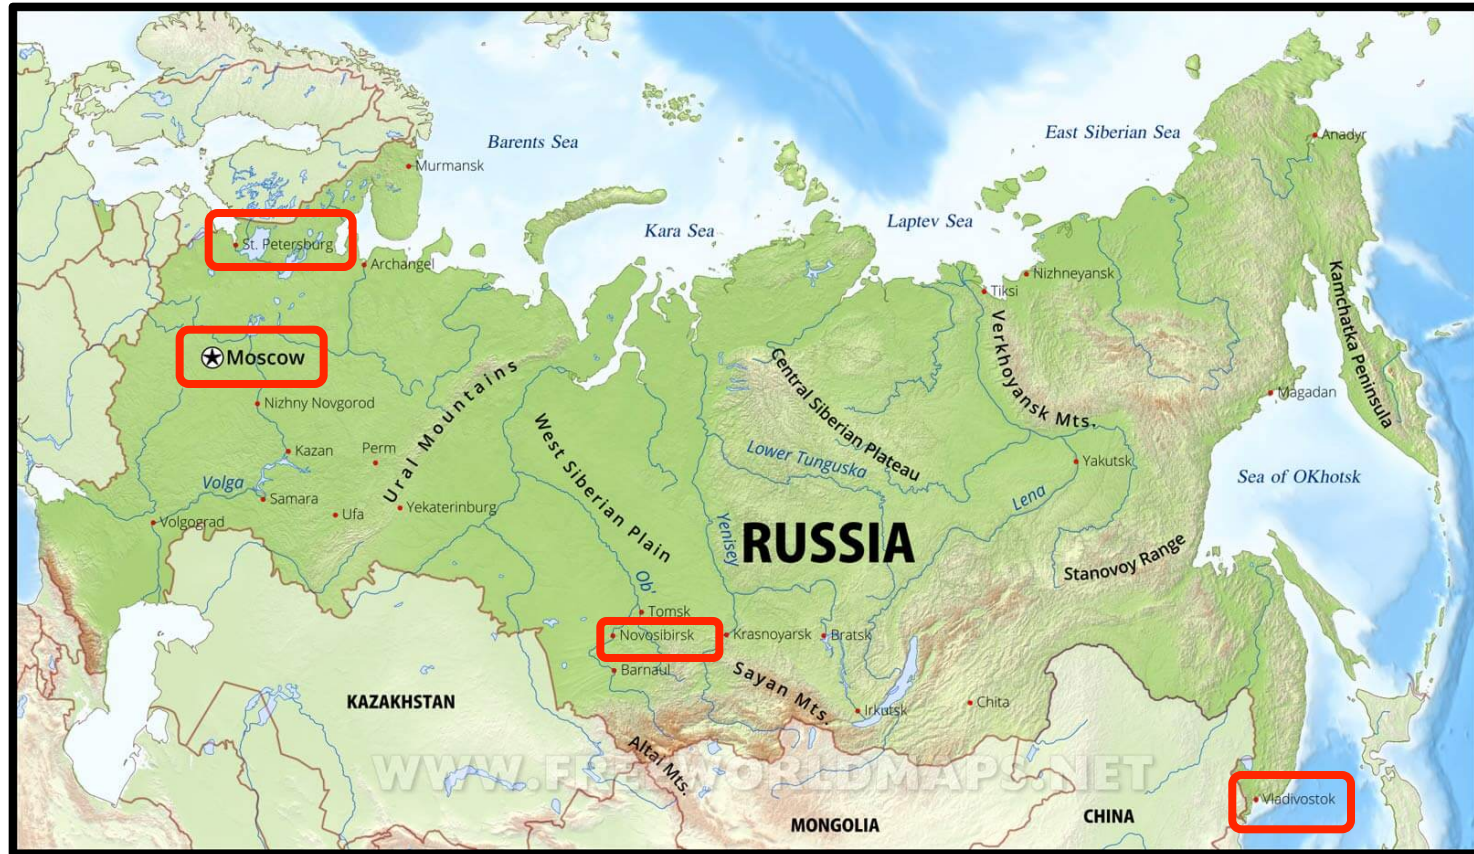 Barents Sea
East Siberian Sea
Anadyr
Murmansk
Laptev Sea
Kara Sea
St. Petersburg
Archangel
Nizhneyansk
Tiksi
Kamchatka Peninsula
Verkhoyansk Mts.
Moscow
Central Siberian Plateau
Ural Mountains
Magadan
Nizhny Novgorod
West Siberian Plain
Kazan
Perm
Lower Tunguska
Yakutsk
Volga
Sea of OKhotsk
Samara
Lena
Yekaterinburg
Ufa
Volgograd
Yenisey
RUSSIA
Stanovoy Range
Ob'
Tomsk
Novosibirsk
Krasnoyarsk
Bratsk
Barnaul
Sayan Mts.
KAZAKHSTAN
Chita
Irkutsk
Altai Mts.
WWW.FREEWORLDMAPS.NET
Vladivostok
CHINA
MONGOLIA